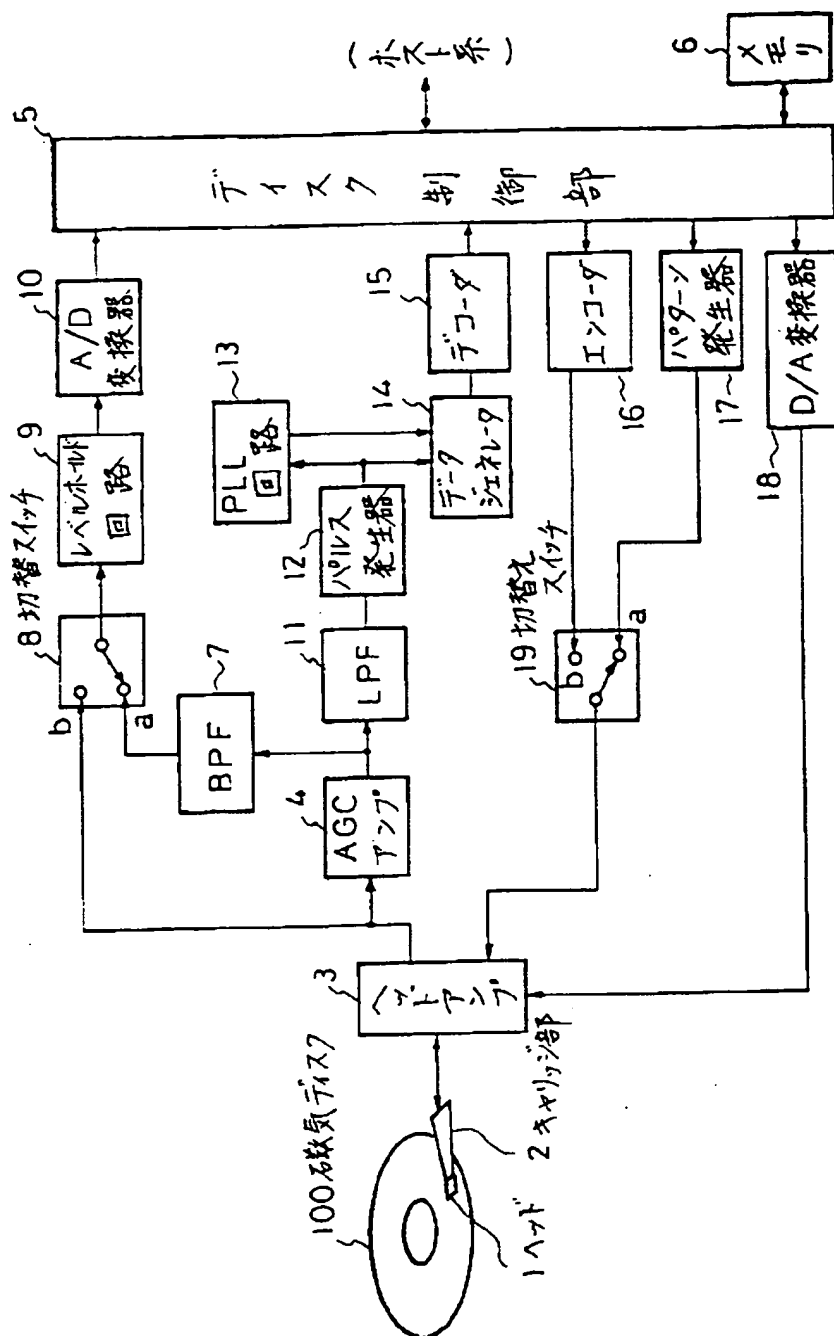 100 磁気ディスク
1 ヘッド
2 キャリッジ部
3
ヘッドアンプ
4
AGC
アンプ
7
BPF
8 切替スイッチ
b
a
9
レベルホールド
回路
10
A/D
変換器
11
LPF
12
パルス
発生器
13
PLL
回路
14
データ
ジェネレータ
15
デコーダ
5
ディスク制御部
(ホスト系)
6
メモリ
エンコーダ
16
パターン
発生器
17
D/A変換器
18
19 切替え
スイッチ
b
a